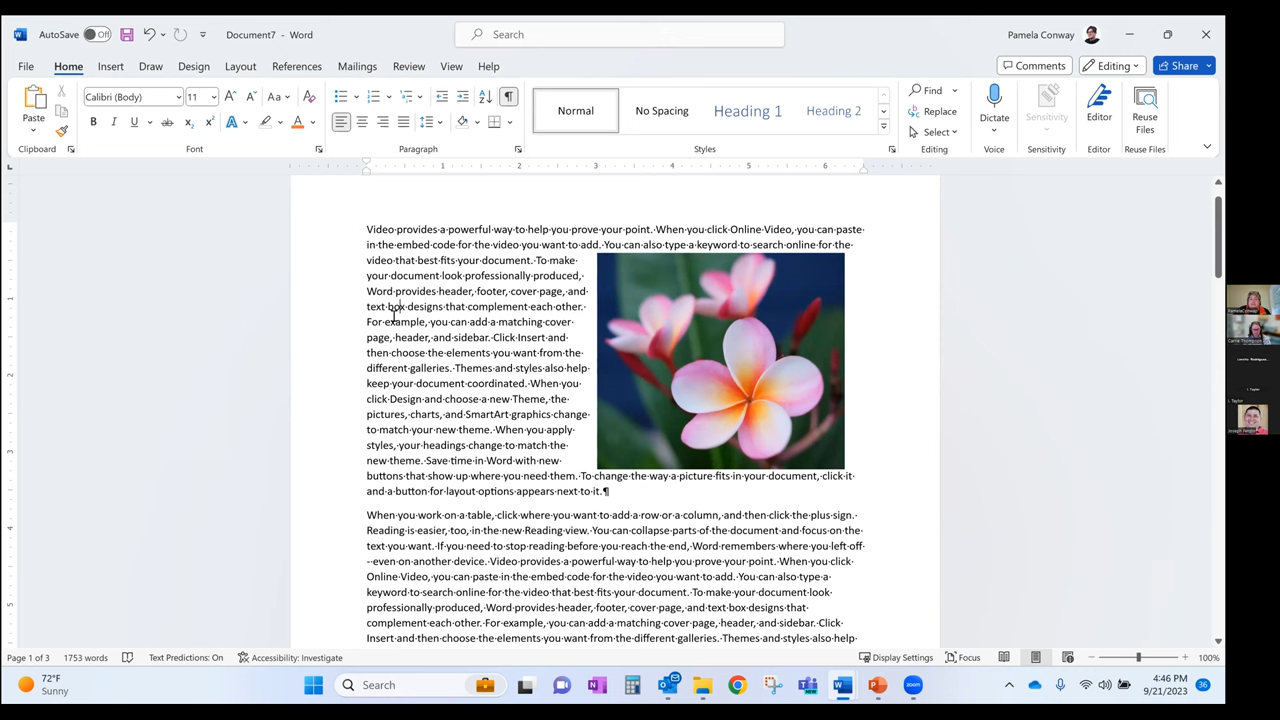 AutoSave Off Document7 - Word Search Pamela Conway
File Home Insert Draw Design Layout References Mailings Review View Help Comments Editing Share
Paste Calibri (Body) 11 Normal No Spacing Heading 1 Heading 2 Find Replace Select Dictate Sensitivity Editor Reuse Files
Clipboard Font Paragraph Styles Editing Voice Sensitivity Editor Reuse Files
1 2 3 4 5 6
Video provides a powerful way to help you prove your point. When you click Online Video, you can paste
in the embed code for the video you want to add. You can also type a keyword to search online for the
video that best fits your document. To make
your document look professionally produced,
Word provides header, footer, cover page, and
text box designs that complement each other.
For example, you can add a matching cover
page, header, and sidebar. Click Insert and
then choose the elements you want from the
different galleries. Themes and styles also help
keep your document coordinated. When you
click Design and choose a new Theme, the
pictures, charts, and SmartArt graphics change
to match your new theme. When you apply
styles, your headings change to match the
new theme. Save time in Word with new
buttons that show up where you need them. To change the way a picture fits in your document, click it
and a button for layout options appears next to it.¶
When you work on a table, click where you want to add a row or a column, and then click the plus sign.
Reading is easier, too, in the new Reading view. You can collapse parts of the document and focus on the
text you want. If you need to stop reading before you reach the end, Word remembers where you left off
-- even on another device. Video provides a powerful way to help you prove your point. When you click
Online Video, you can paste in the embed code for the video you want to add. You can also type a
keyword to search online for the video that best fits your document. To make your document look
professionally produced, Word provides header, footer, cover page, and text box designs that
complement each other. For example, you can add a matching cover page, header, and sidebar. Click
Insert and then choose the elements you want from the different galleries. Themes and styles also help
Page 1 of 3 1753 words Text Predictions: On Accessibility: Investigate Display Settings Focus 100%
72°F
Sunny
Search
4:46 PM
9/21/2023
36
Carrie Thompson
I. Taylor
I. Taylor